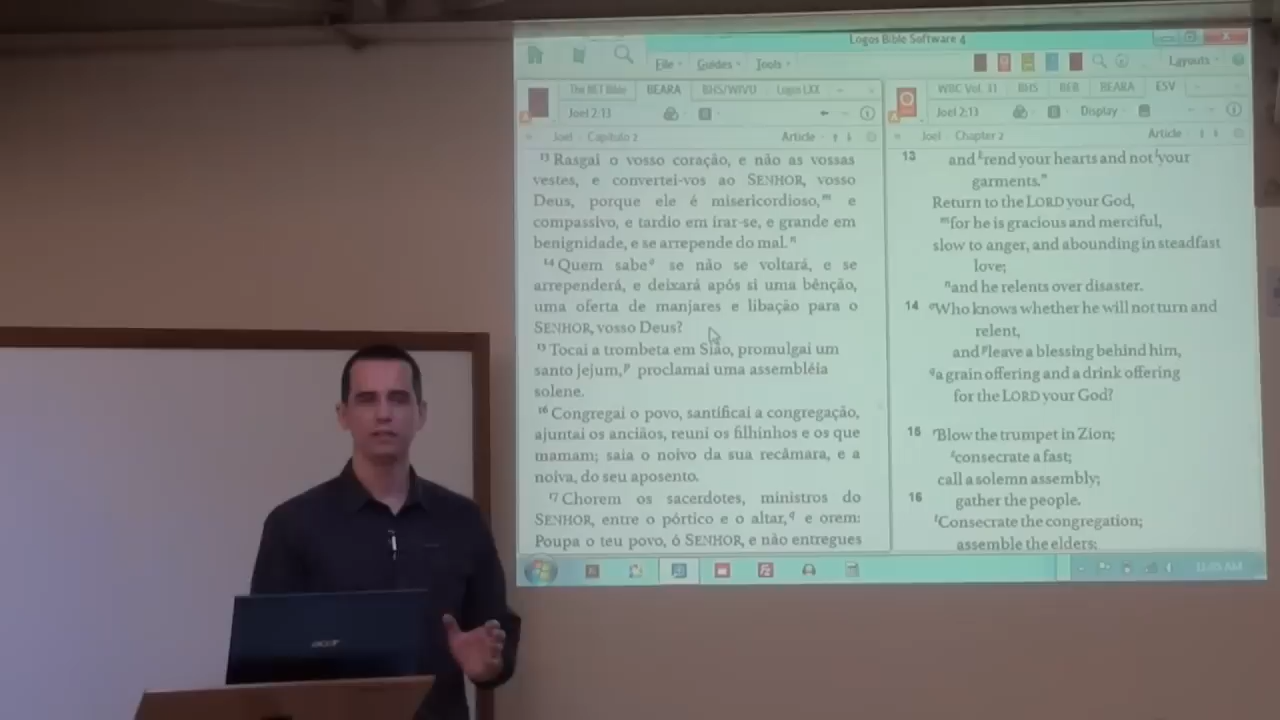 Logos Bible Software 4
File Guides Tools
Layouts
The NET Bible BEARA BHS/WIVU Logos LXX
Joel 2:13
Joel Capítulo 2 Article
13 Rasgai o vosso coração, e não as vossas
vestes, e convertei-vos ao SENHOR, vosso
Deus, porque ele é misericordioso,m e
compassivo, e tardio em irar-se, e grande em
benignidade, e se arrepende do mal.n
14 Quem sabeo se não se voltará, e se
arrependerá, e deixará após si uma bênção,
uma oferta de manjares e libação para o
SENHOR, vosso Deus?
15 Tocai a trombeta em Sião, promulgai um
santo jejum,p proclamai uma assembléia
solene.
16 Congregai o povo, santificai a congregação,
ajuntai os anciãos, reuni os filhinhos e os que
mamam; saia o noivo da sua recâmara, e a
noiva, do seu aposento.
17 Chorem os sacerdotes, ministros do
SENHOR, entre o pórtico e o altar,q e orem:
Poupa o teu povo, ó SENHOR, e não entregues
WBC Vol. 31 BHS BEARA ESV
Joel 2:13 Display
Joel Chapter 2 Article
13 and rend your hearts and not your
garments."
Return to the LORD your God,
m for he is gracious and merciful,
slow to anger, and abounding in steadfast
love;
n and he relents over disaster.
14 o Who knows whether he will not turn and
relent,
and p leave a blessing behind him,
q a grain offering and a drink offering
for the LORD your God?
15 r Blow the trumpet in Zion;
consecrate a fast;
call a solemn assembly;
16 gather the people.
Consecrate the congregation;
assemble the elders;
acer